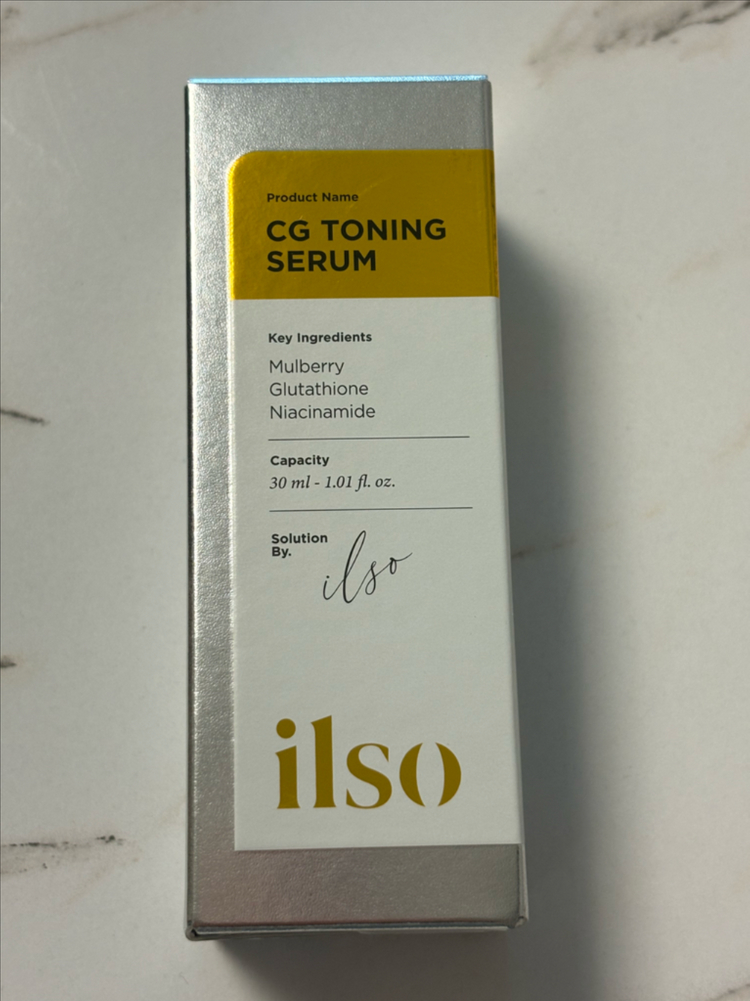 Product Name
CG TONING
SERUM
Key Ingredients
Mulberry
Glutathione
Niacinamide
Capacity
30 ml - 1.01 fl. oz.
Solution
By.
ilso
ilso